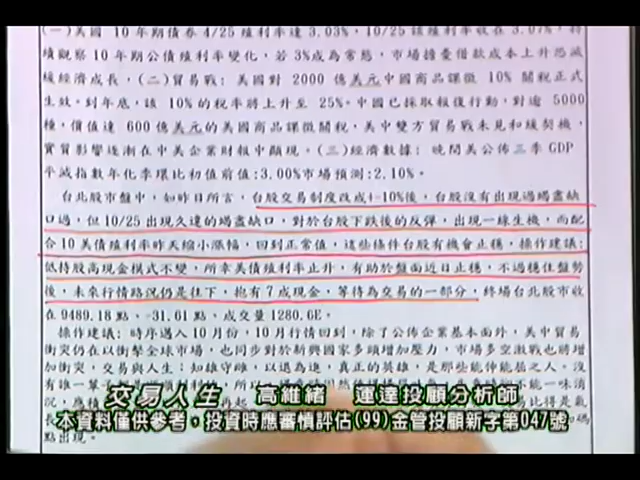 (一)美國 10 年期債券 4/25 殖利率達 3.03%，10/25 該殖利率收在 3.07%，持
續觀察 10 年期公債殖利率變化，若 3%成為常態，市場擔憂借款成本上升恐減
緩經濟成長，(二)貿易戰：美國對 2000 億美元中國商品課徵 10% 關稅正式
生效。到年底，該 10%的稅率將上升至 25%。中國已採取報復行動，對逾 5000
種，價值達 600 億美元的美國商品課徵關稅，美中雙方貿易戰未見和緩契機，
實質影響逐漸在中美企業財報中顯現。(三)經濟數據：晚間美公佈三季 GDP
平減指數年化季環比初值前值：3.00%市場預測：2.10%。
台北股市盤中，如昨日所言，台股交易制度改成+-10%後，台股沒有出現過竭盡缺
口過，但 10/25 出現久違的竭盡缺口，對於台股下跌後的反彈，出現一線生機，而配
合 10 美債殖利率昨天縮小漲幅，回到正常值，這些條件台股有機會止穩，操作建議：
低持股高現金模式不變，所幸美債殖利率止升，有助於盤面近日止穩，不過穩住盤勢
後，未來行情路況仍是往下，抱有 7 成現金，等待為交易的一部分，終場台北股市收
在 9489.18 點、-31.61 點、成交量 1280.6E。
操作建議：時序邁入 10 月份，10 月行情回到，除了公佈企業基本面外，美中貿易
衝突仍在以衝擊全球市場，也同步對於新興國家多頭增加壓力，市場多空激戰也將增
加衝突，交易與人生：知雄守雌，以退為進，真正的英雄，是那些能伸能屈之人。沒
有誰一輩子
交易人生 高維緒 運達投顧分析師
本資料僅供參考，投資時應審慎評估(99)金管投顧新字第047號
點出現。